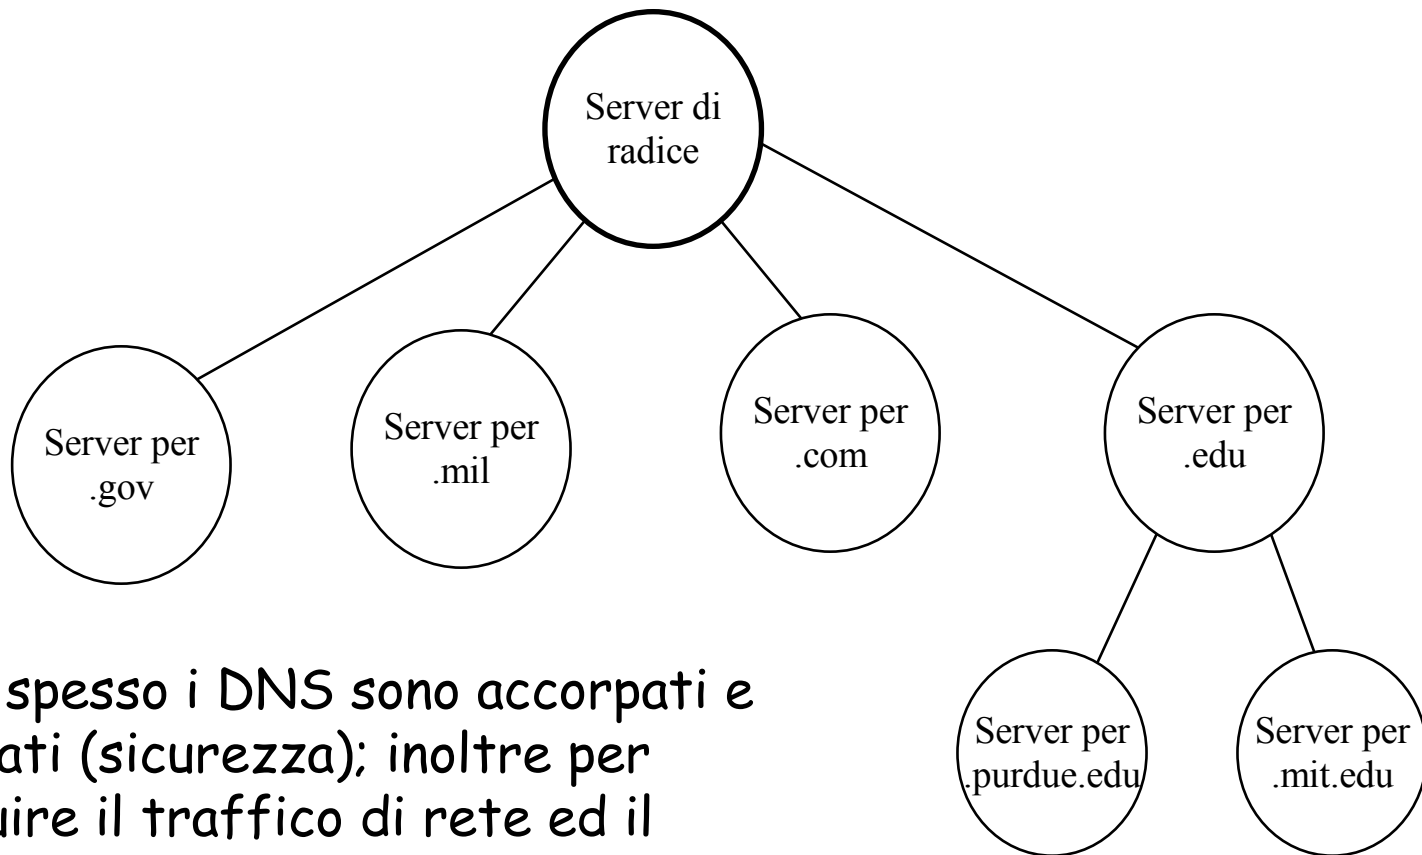 Server di
radice
Server per
.gov
Server per
.mil
Server per
.com
Server per
.edu
spesso i DNS sono accorpati e
ati (sicurezza); inoltre per
uire il traffico di rete ed il
Server per
.purdue.edu
Server per
.mit.edu